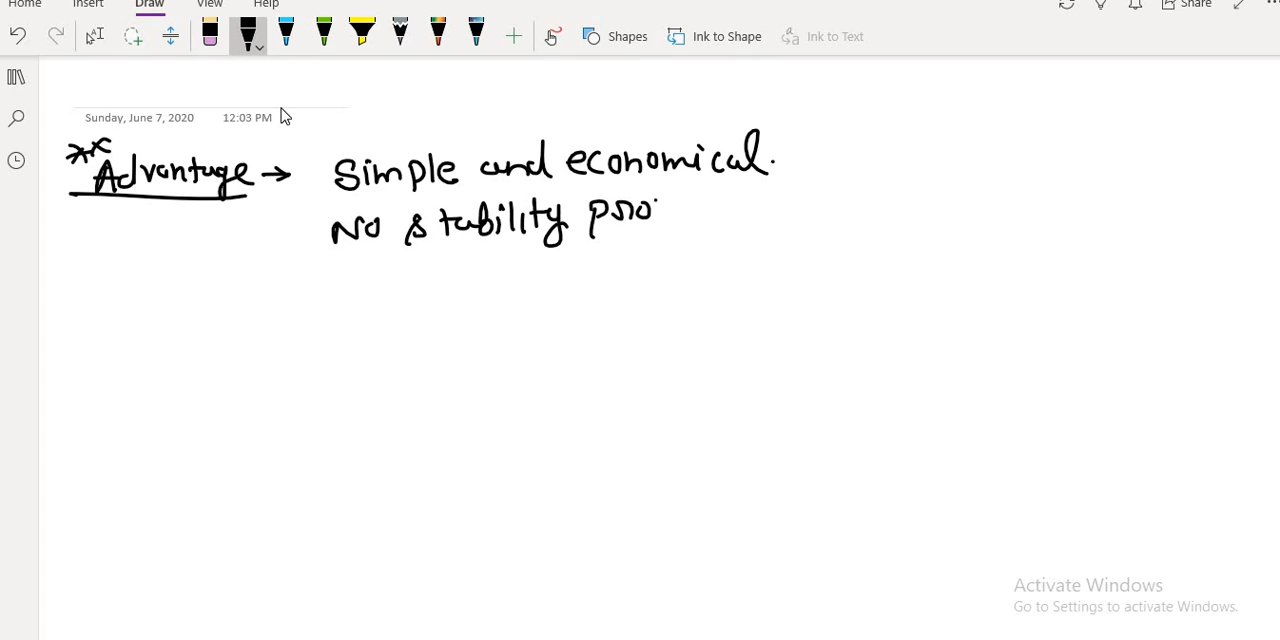 Home Insert Draw View Help Share
Shapes Ink to Shape Ink to Text
Sunday, June 7, 2020 12:03 PM
Advantage → Simple and economical.
No stability pro
Activate Windows
Go to Settings to activate Windows.